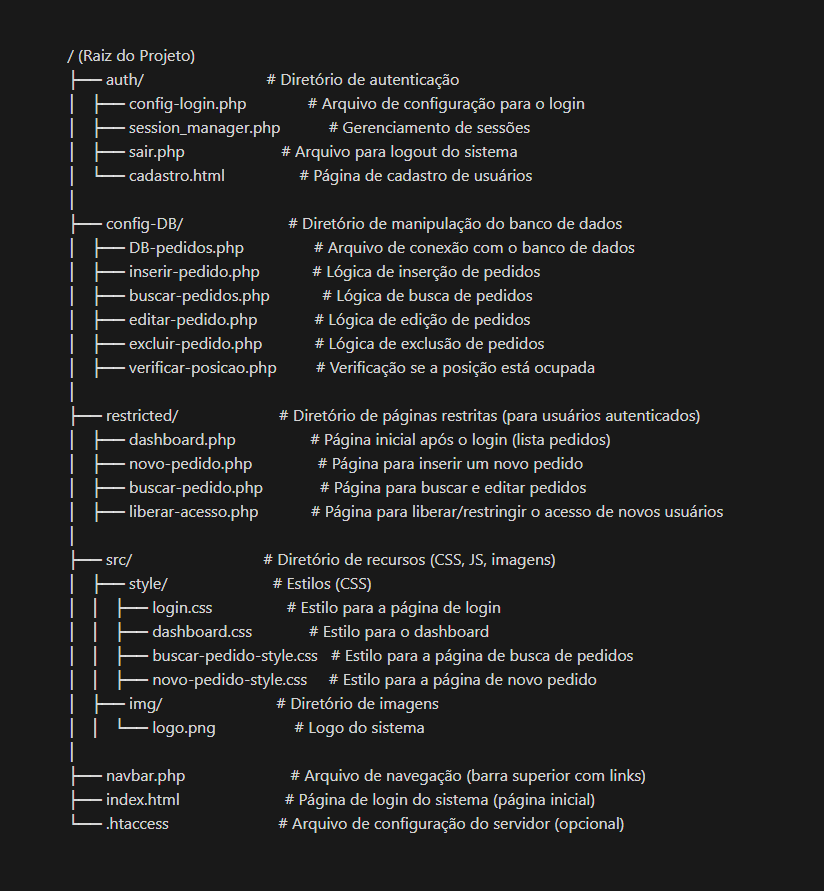 / (Raiz do Projeto)
├── auth/ # Diretório de autenticação
│ ├── config-login.php # Arquivo de configuração para o login
│ ├── session_manager.php # Gerenciamento de sessões
│ ├── sair.php # Arquivo para logout do sistema
│ └── cadastro.html # Página de cadastro de usuários
│
├── config-DB/ # Diretório de manipulação do banco de dados
│ ├── DB-pedidos.php # Arquivo de conexão com o banco de dados
│ ├── inserir-pedido.php # Lógica de inserção de pedidos
│ ├── buscar-pedidos.php # Lógica de busca de pedidos
│ ├── editar-pedido.php # Lógica de edição de pedidos
│ ├── excluir-pedido.php # Lógica de exclusão de pedidos
│ ├── verificar-posicao.php # Verificação se a posição está ocupada
│
├── restricted/ # Diretório de páginas restritas (para usuários autenticados)
│ ├── dashboard.php # Página inicial após o login (lista pedidos)
│ ├── novo-pedido.php # Página para inserir um novo pedido
│ ├── buscar-pedido.php # Página para buscar e editar pedidos
│ ├── liberar-acesso.php # Página para liberar/restringir o acesso de novos usuários
│
├── src/ # Diretório de recursos (CSS, JS, imagens)
│ ├── style/ # Estilos (CSS)
│ │ ├── login.css # Estilo para a página de login
│ │ ├── dashboard.css # Estilo para o dashboard
│ │ ├── buscar-pedido-style.css # Estilo para a página de busca de pedidos
│ │ ├── novo-pedido-style.css # Estilo para a página de novo pedido
│ ├── img/ # Diretório de imagens
│ │ └── logo.png # Logo do sistema
│
├── navbar.php # Arquivo de navegação (barra superior com links)
├── index.html # Página de login do sistema (página inicial)
└── .htaccess # Arquivo de configuração do servidor (opcional)